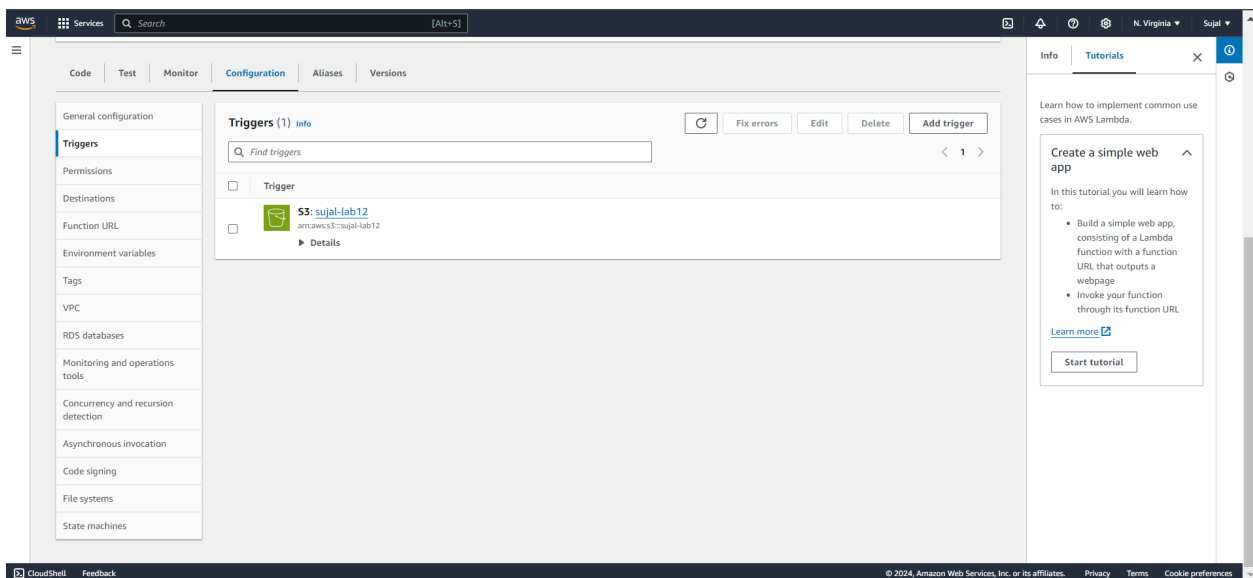 aws
Services
Search
[Alt+S]
N. Virginia
Sujal
Code
Test
Monitor
Configuration
Aliases
Versions
General configuration
Triggers
Permissions
Destinations
Function URL
Environment variables
Tags
VPC
RDS databases
Monitoring and operations
tools
Concurrency and recursion
detection
Asynchronous invocation
Code signing
File systems
State machines
Triggers (1) Info
Fix errors
Edit
Delete
Add trigger
Find triggers
1
Trigger
S3: sujal-lab12
arn:aws:s3:::sujal-lab12
Details
Info
Tutorials
Learn how to implement common use
cases in AWS Lambda.
Create a simple web
app
In this tutorial you will learn how
to:
Build a simple web app,
consisting of a Lambda
function with a function
URL that outputs a
webpage
Invoke your function
through its function URL
Learn more
Start tutorial
CloudShell
Feedback
© 2024, Amazon Web Services, Inc. or its affiliates.
Privacy
Terms
Cookie preferences